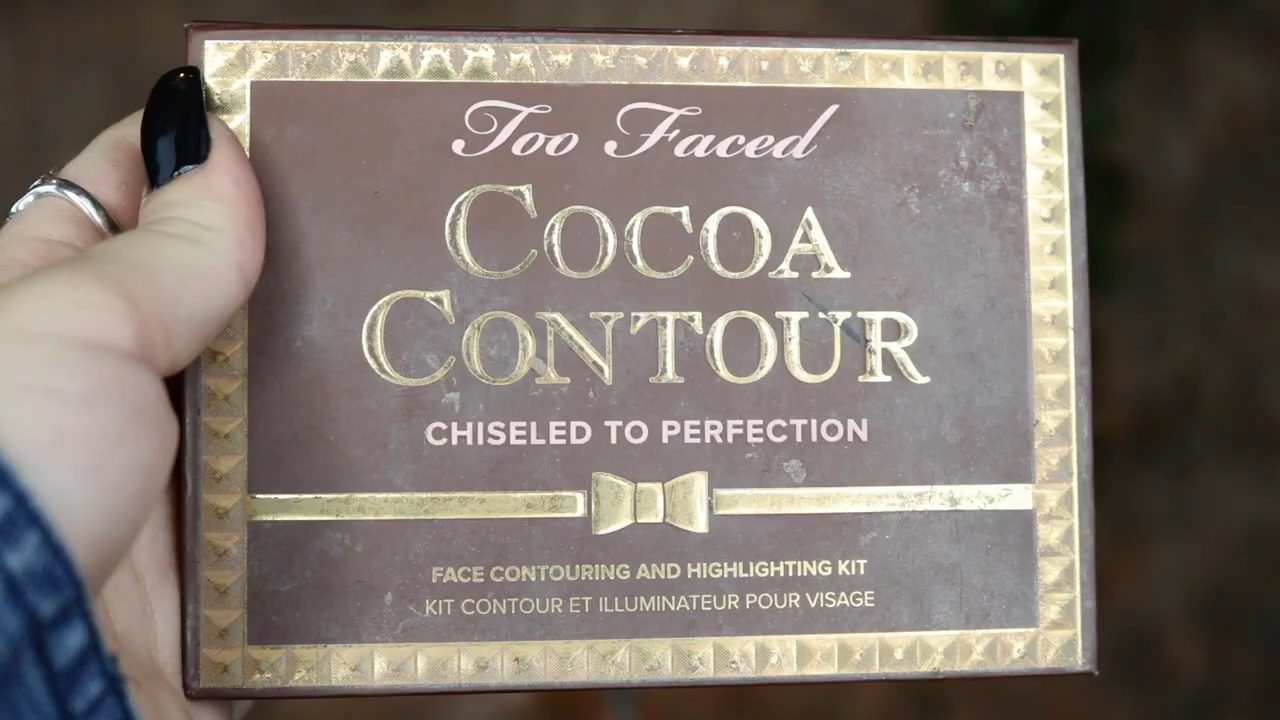 Too Faced
COCOA
CONTOUR
CHISELED TO PERFECTION
FACE CONTOURING AND HIGHLIGHTING KIT
KIT CONTOUR ET ILLUMINATEUR POUR VISAGE